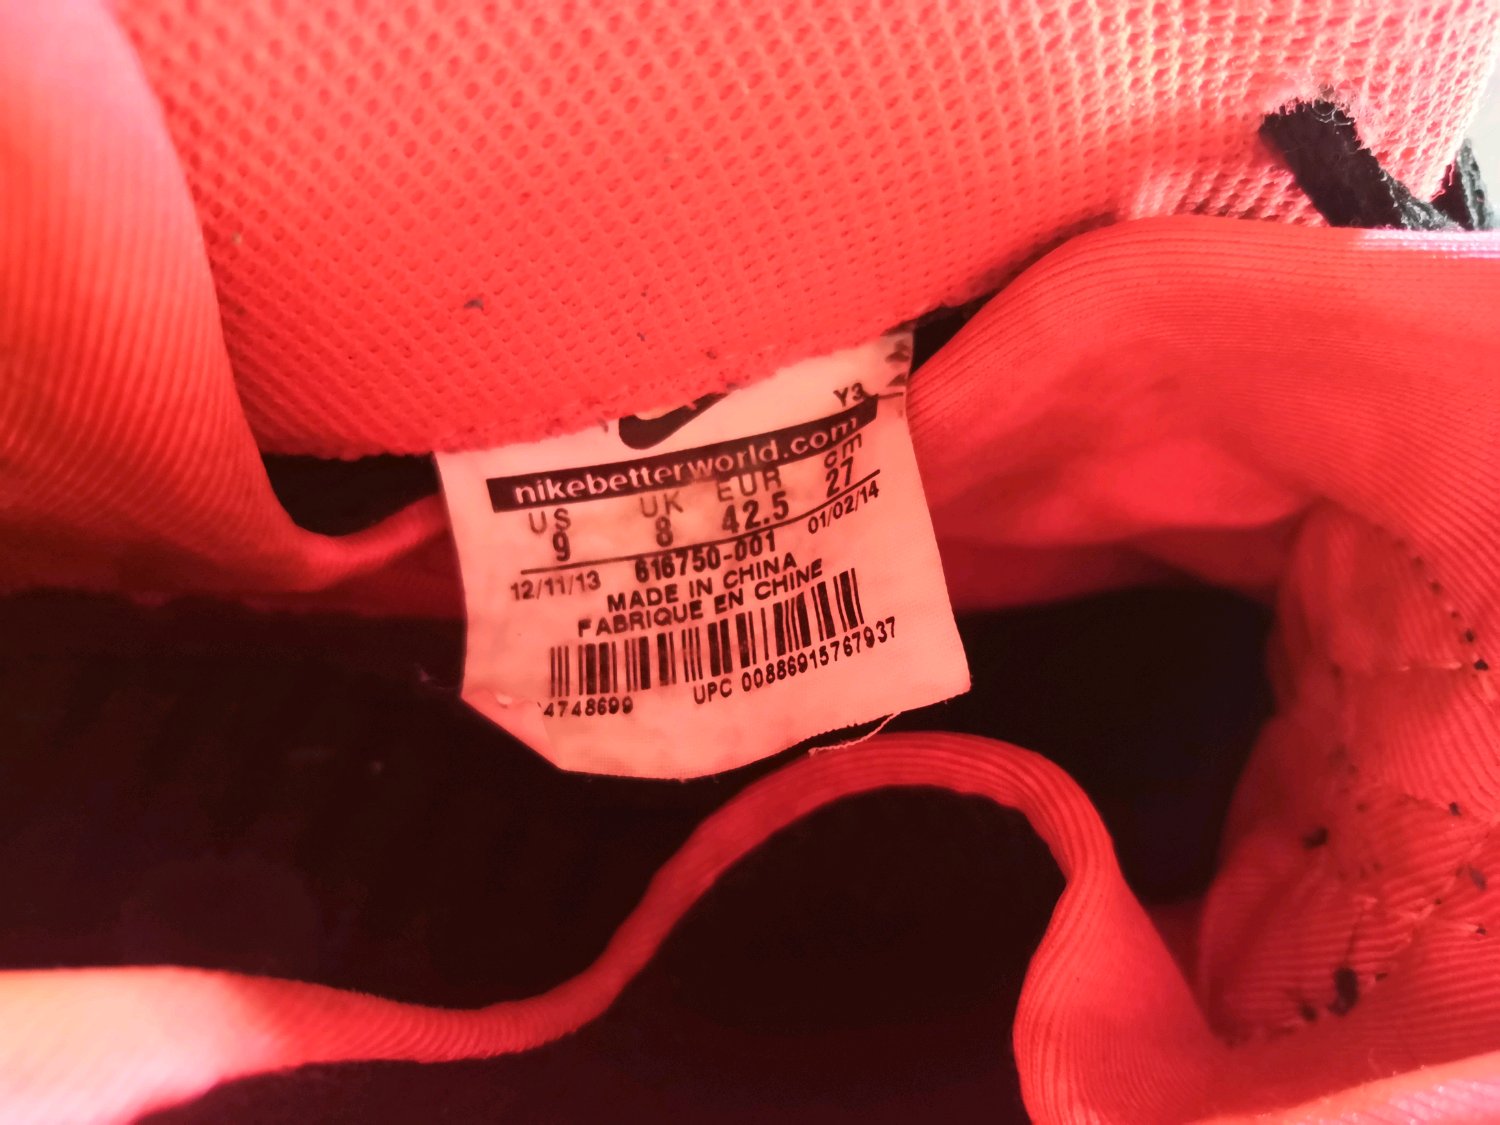 Y3
nikebetterworld.com
US UK EUR cm
9 8 42.5 27
12/11/13 616750-001 01/02/14
MADE IN CHINA
FABRIQUE EN CHINE
4748699 UPC 00886915767937